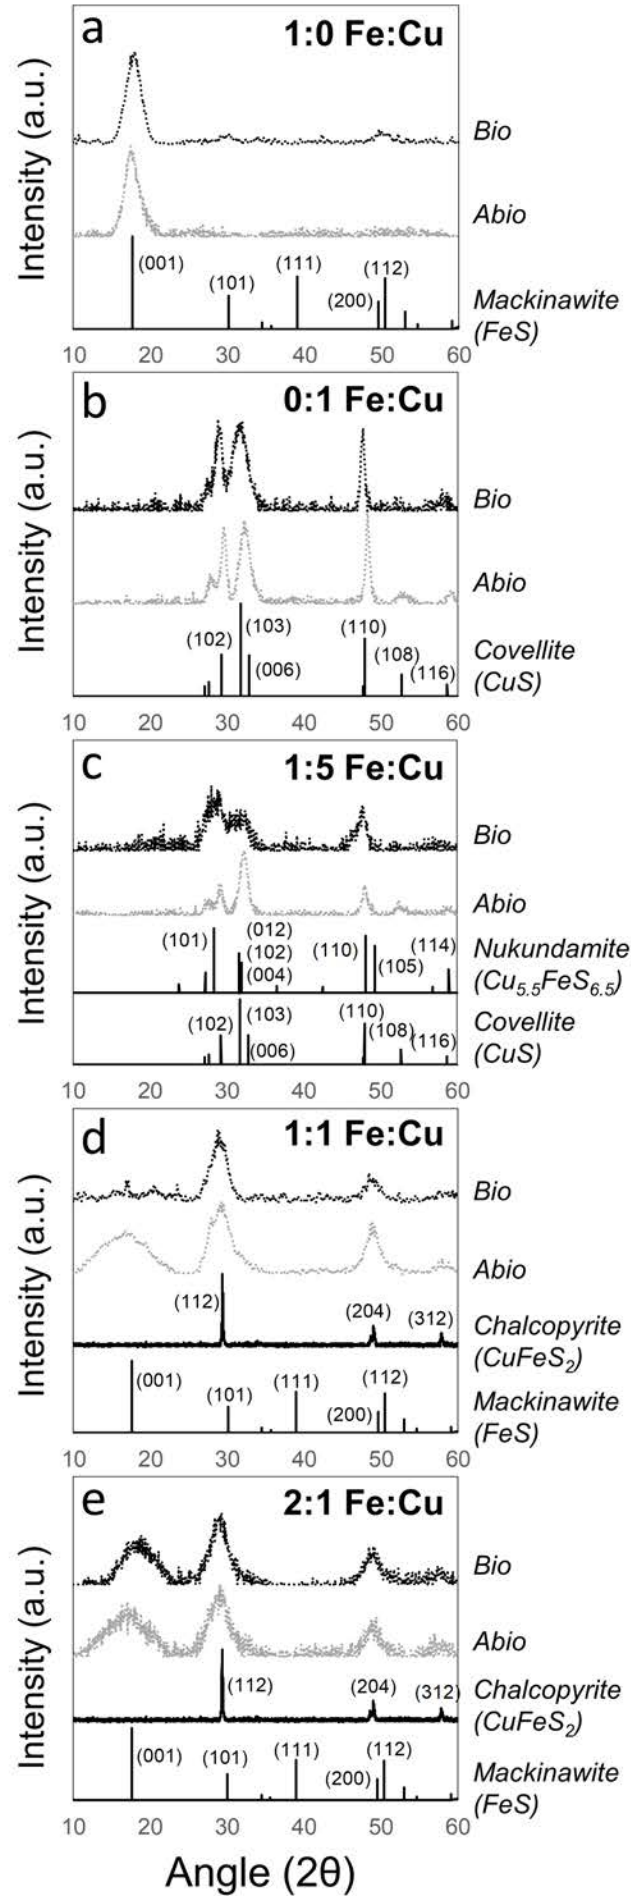 a
1:0 Fe:Cu
Intensity (a.u.)
Bio
Abio
(001)
(101)
(111)
(200)
(112)
Mackinawite
(FeS)
10 20 30 40 50 60
b
0:1 Fe:Cu
Intensity (a.u.)
Bio
Abio
(102)
(103)
(006)
(110)
(108)
(116)
Covellite
(CuS)
10 20 30 40 50 60
c
1:5 Fe:Cu
Intensity (a.u.)
Bio
Abio
(101)
(012)
(102)
(004)
(110)
(105)
(114)
Nukundamite
(Cu5.5FeS6.5)
(102)
(103)
(006)
(110)
(108)
(116)
Covellite
(CuS)
10 20 30 40 50 60
d
1:1 Fe:Cu
Intensity (a.u.)
Bio
Abio
(112)
(204)
(312)
Chalcopyrite
(CuFeS2)
(001)
(101)
(111)
(200)
(112)
Mackinawite
(FeS)
10 20 30 40 50 60
e
2:1 Fe:Cu
Intensity (a.u.)
Bio
Abio
(112)
(204)
(312)
Chalcopyrite
(CuFeS2)
(001)
(101)
(111)
(200)
(112)
Mackinawite
(FeS)
10 20 30 40 50 60
Angle (2θ)